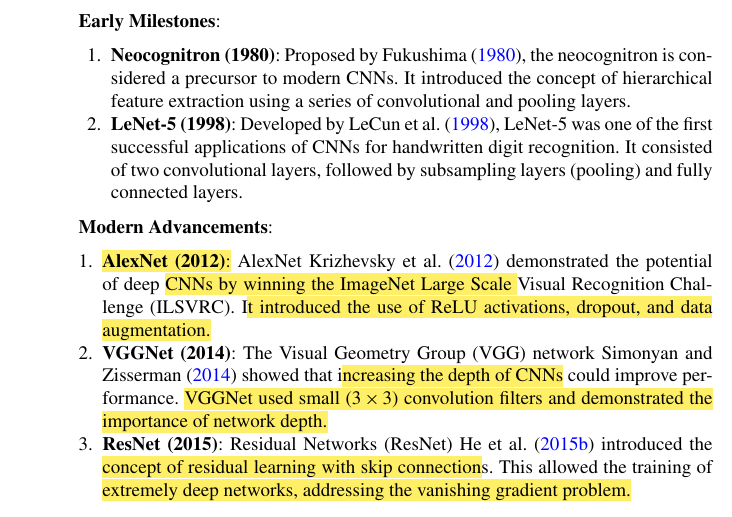 Early Milestones:
1. Neocognitron (1980): Proposed by Fukushima (1980), the neocognitron is con-
sidered a precursor to modern CNNs. It introduced the concept of hierarchical
feature extraction using a series of convolutional and pooling layers.
2. LeNet-5 (1998): Developed by LeCun et al. (1998), LeNet-5 was one of the first
successful applications of CNNs for handwritten digit recognition. It consisted
of two convolutional layers, followed by subsampling layers (pooling) and fully
connected layers.
Modern Advancements:
1. AlexNet (2012): AlexNet Krizhevsky et al. (2012) demonstrated the potential
of deep CNNs by winning the ImageNet Large Scale Visual Recognition Chal-
lenge (ILSVRC). It introduced the use of ReLU activations, dropout, and data
augmentation.
2. VGGNet (2014): The Visual Geometry Group (VGG) network Simonyan and
Zisserman (2014) showed that increasing the depth of CNNs could improve per-
formance. VGGNet used small (3 × 3) convolution filters and demonstrated the
importance of network depth.
3. ResNet (2015): Residual Networks (ResNet) He et al. (2015b) introduced the
concept of residual learning with skip connections. This allowed the training of
extremely deep networks, addressing the vanishing gradient problem.